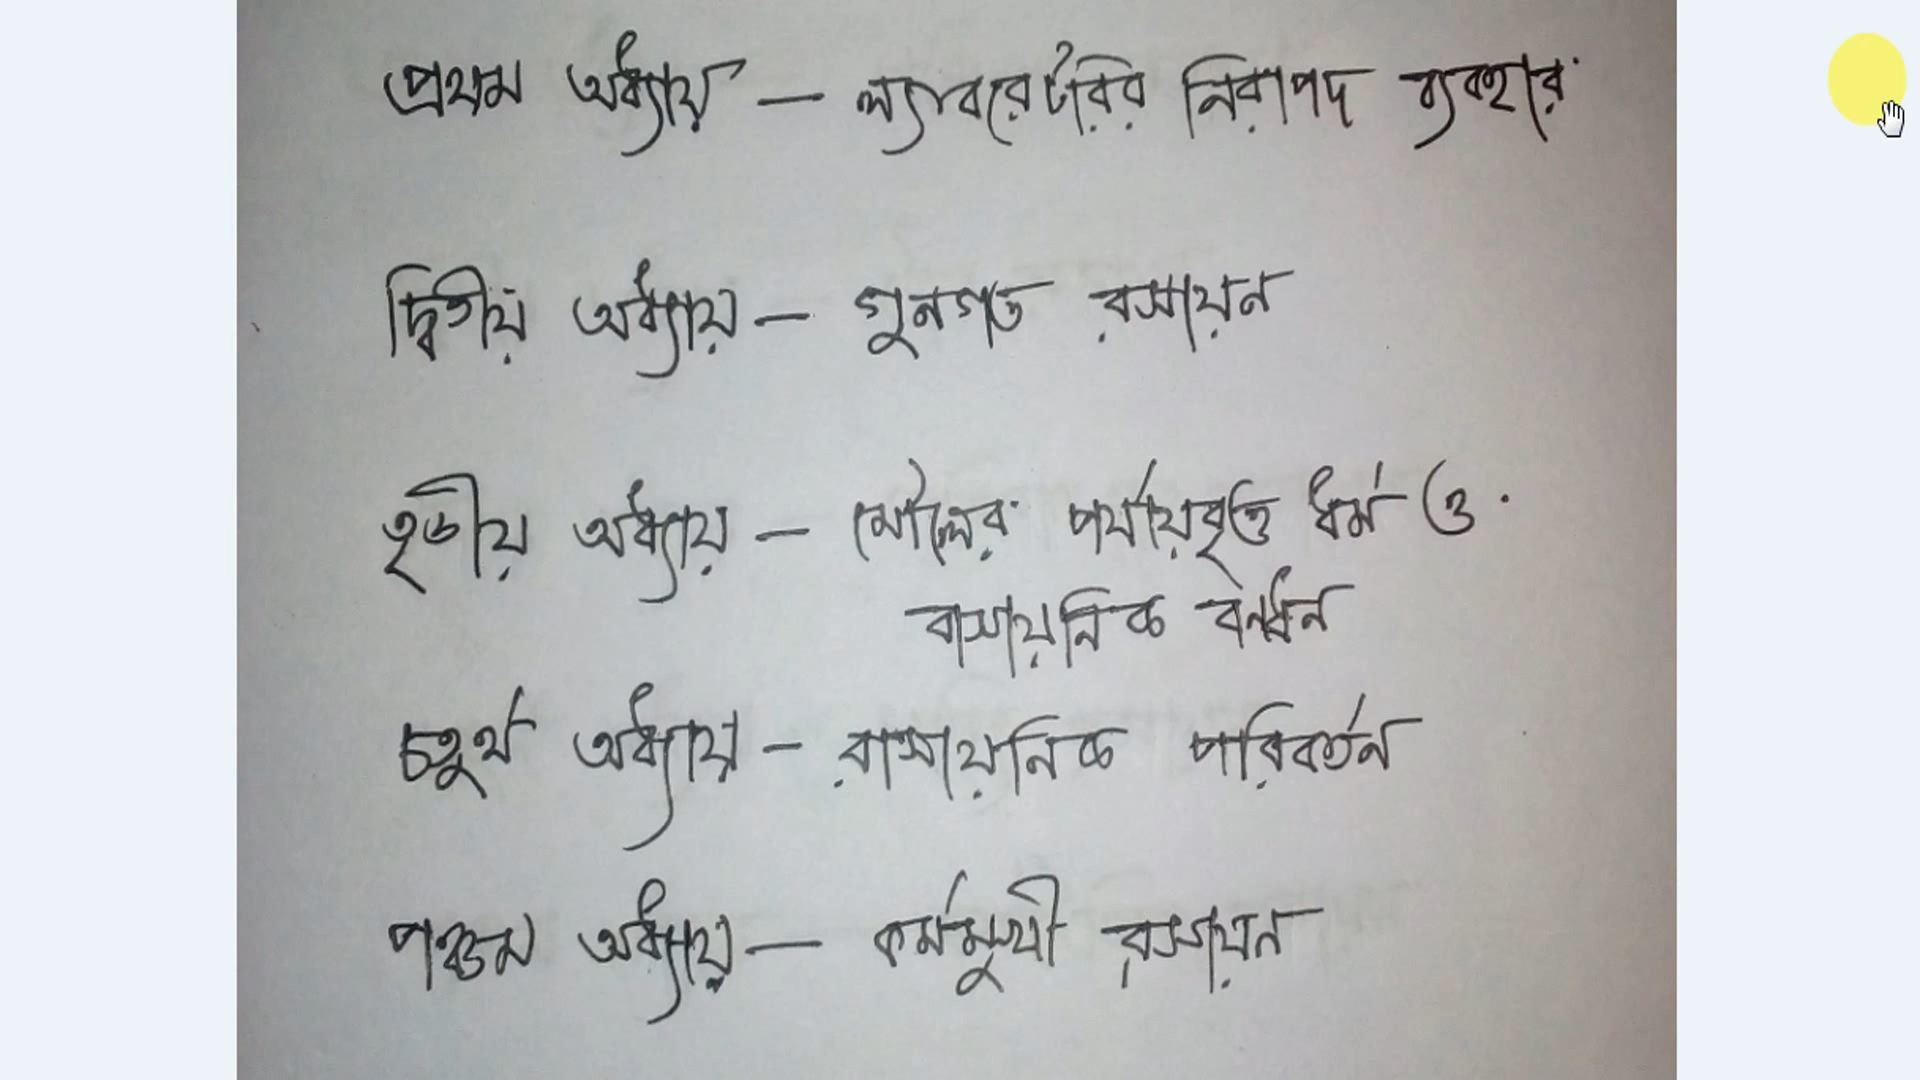 প্রথম অধ্যায় — ল্যাবরেটরির নিরাপদ ব্যবহার
দ্বিতীয় অধ্যায় — গুনগত রসায়ন
তৃতীয় অধ্যায় — মৌলের পর্যায়বৃত্ত ধর্ম ও
রাসায়নিক বন্ধন
চতুর্থ অধ্যায় — রাসায়নিক পরিবর্তন
পঞ্চম অধ্যায় — কর্মমুখী রসায়ন